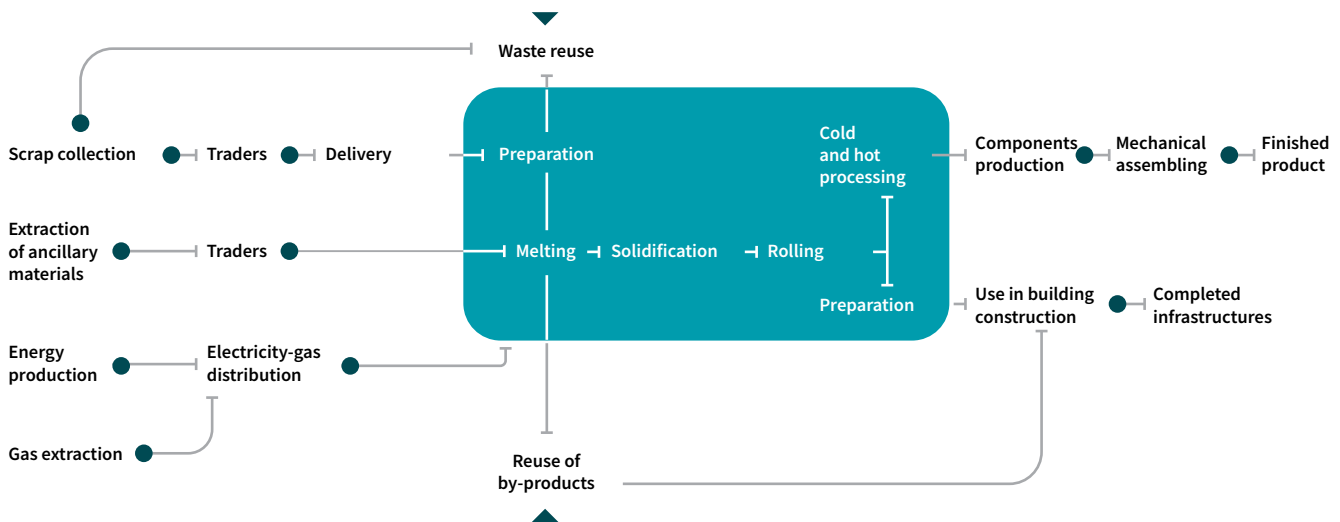 Waste reuse
Scrap collection
Traders
Delivery
Preparation
Cold
and hot
processing
Components
production
Mechanical
assembling
Finished
product
Extraction
of ancillary
materials
Traders
Melting
Solidification
Rolling
Preparation
Use in building
construction
Completed
infrastructures
Energy
production
Electricity-gas
distribution
Gas extraction
Reuse of
by-products